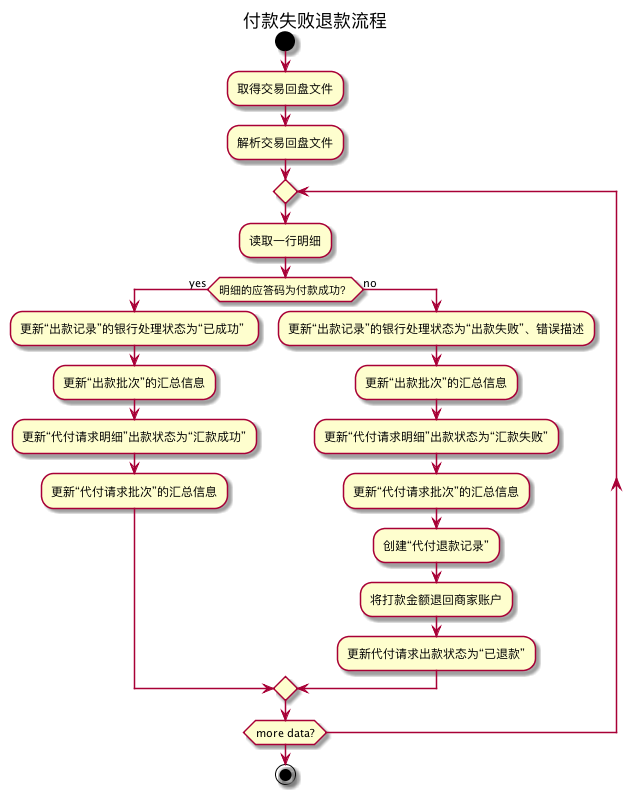 付款失败退款流程
取得交易回盘文件
解析交易回盘文件
读取一行明细
yes
明细的应答码为付款成功?
no
更新“出款记录”的银行处理状态为“已成功”
更新“出款批次”的汇总信息
更新“代付请求明细”出款状态为“汇款成功”
更新“代付请求批次”的汇总信息
更新“出款记录”的银行处理状态为“出款失败”、错误描述
更新“出款批次”的汇总信息
更新“代付请求明细”出款状态为“汇款失败”
更新“代付请求批次”的汇总信息
创建“代付退款记录”
将打款金额退回商家账户
更新代付请求出款状态为“已退款”
more data?